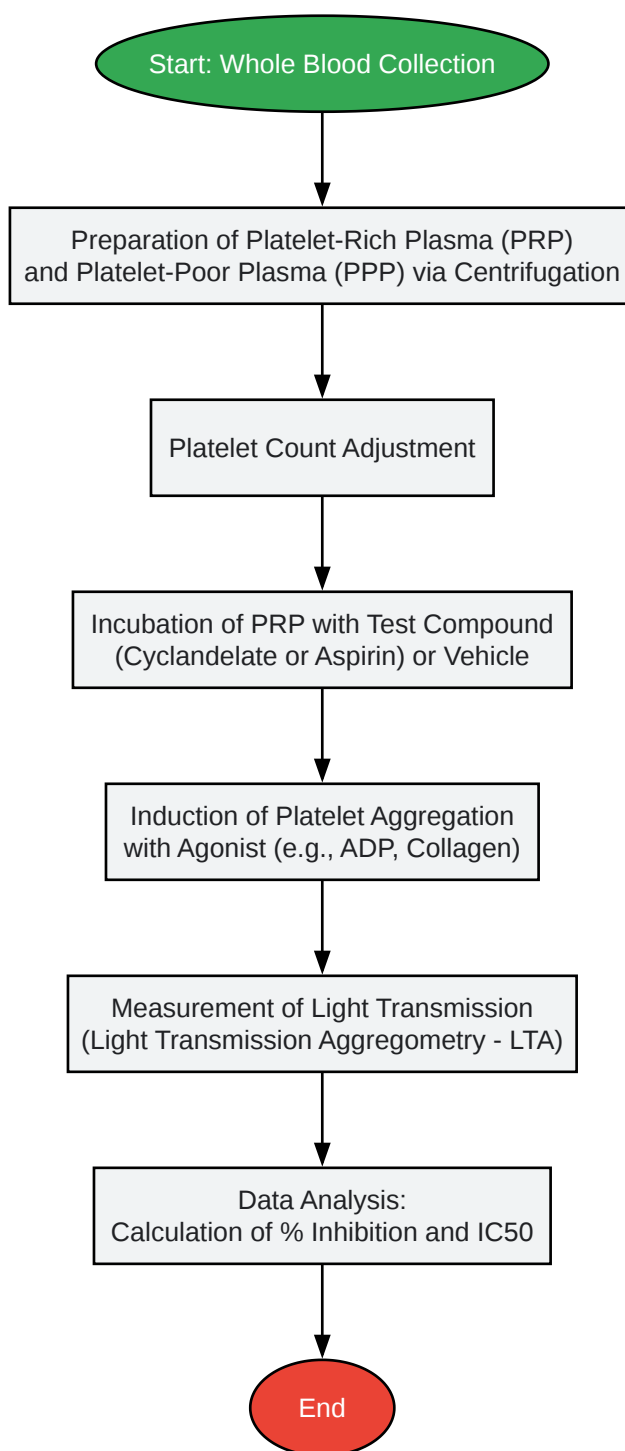 Start: Whole Blood Collection
Preparation of Platelet-Rich Plasma (PRP)
and Platelet-Poor Plasma (PPP) via Centrifugation
Platelet Count Adjustment
Incubation of PRP with Test Compound
(Cyclandelate or Aspirin) or Vehicle
Induction of Platelet Aggregation
with Agonist (e.g., ADP, Collagen)
Measurement of Light Transmission
(Light Transmission Aggregometry - LTA)
Data Analysis:
Calculation of % Inhibition and IC50
End